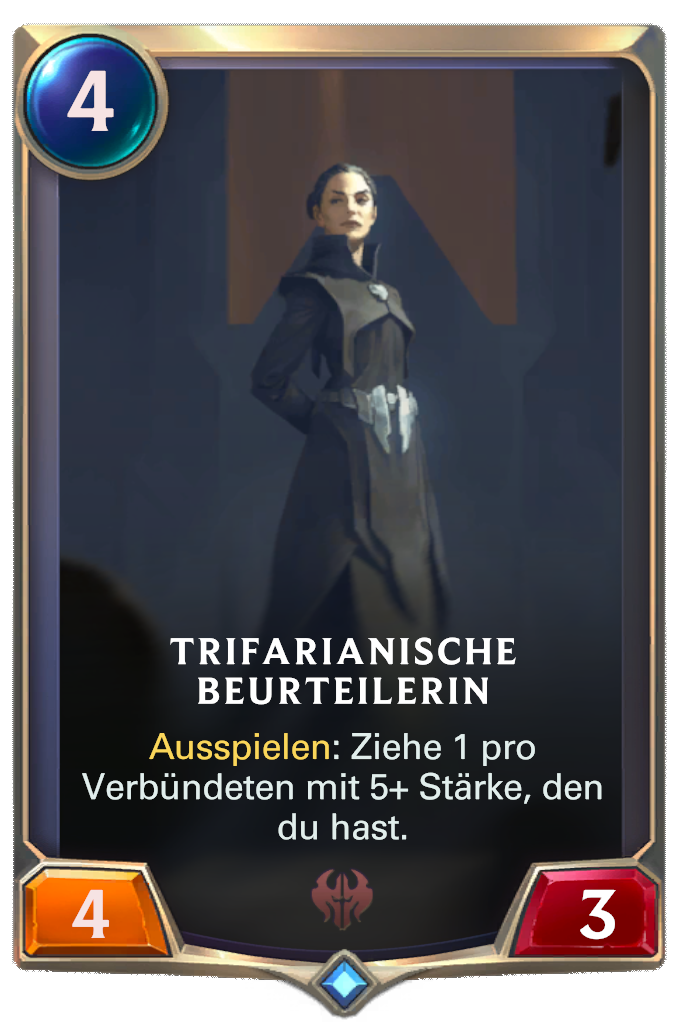 4
TRIFARIANISCHE
BEURTEILERIN
Ausspielen: Ziehe 1 pro
Verbündeten mit 5+ Stärke, den
du hast.
4
3